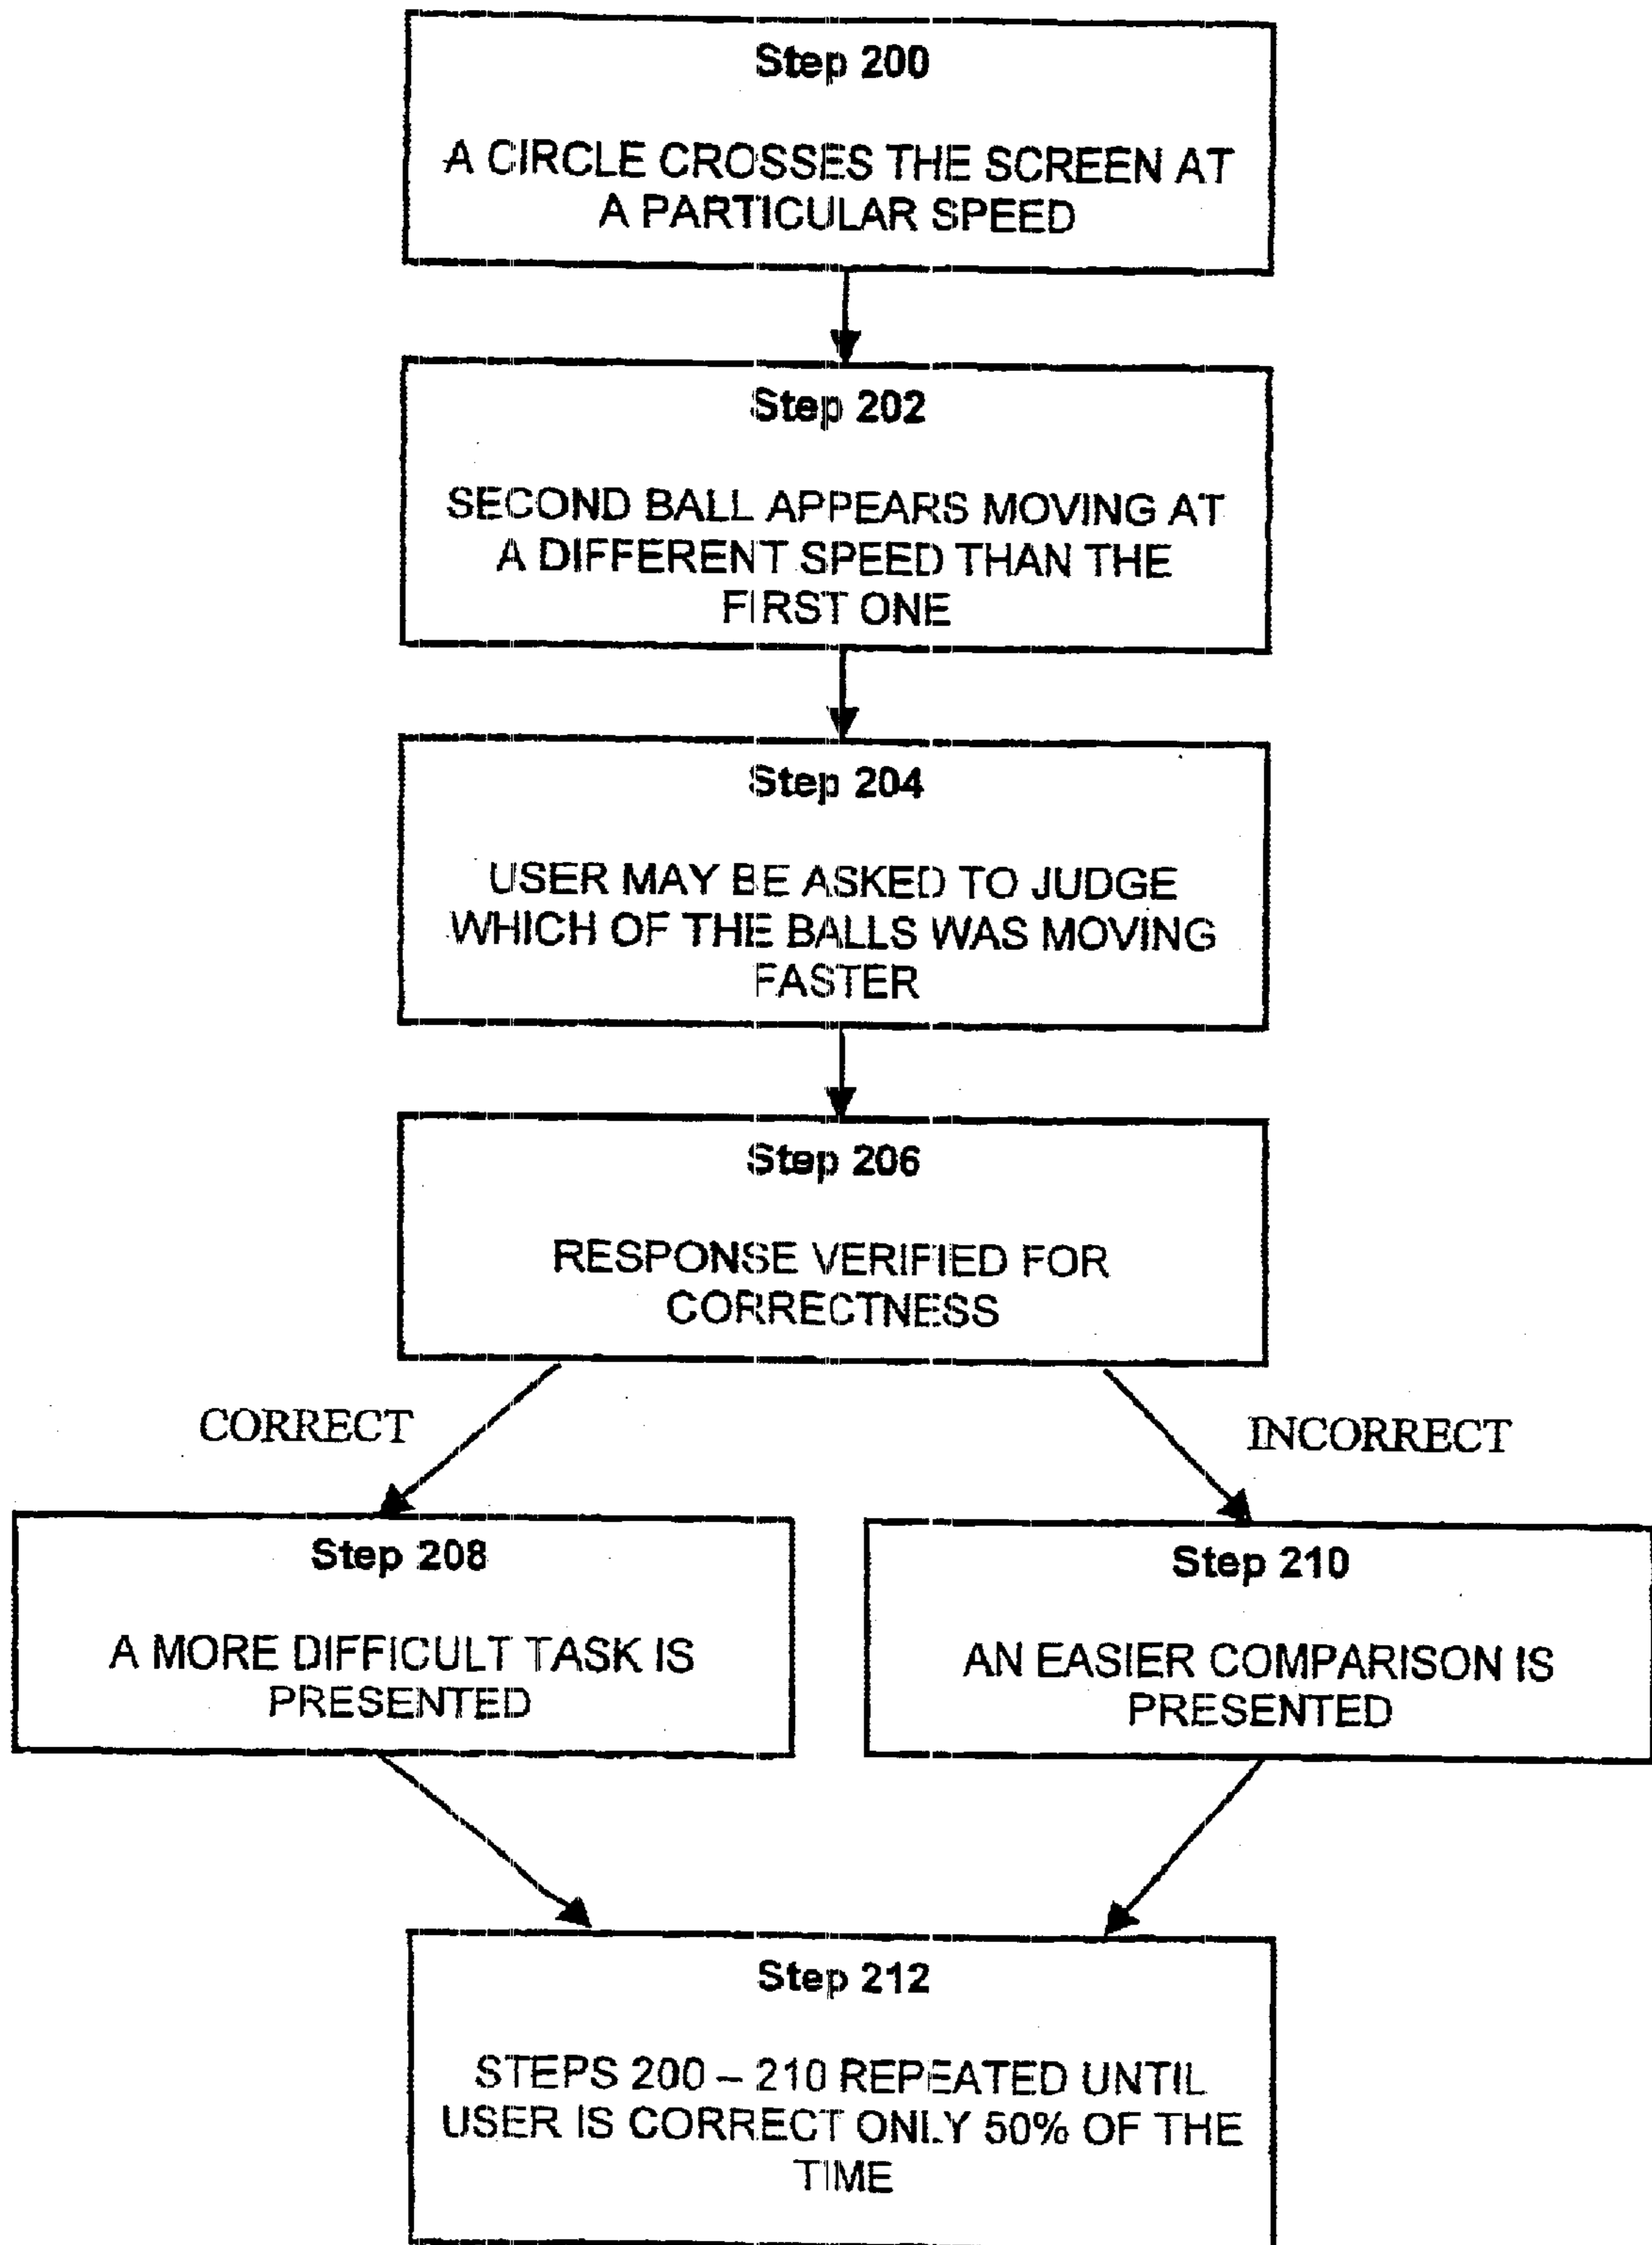 Step 200
A CIRCLE CROSSES THE SCREEN AT
A PARTICULAR SPEED
Step 202
SECOND BALL APPEARS MOVING AT
A DIFFERENT SPEED THAN THE
FIRST ONE
Step 204
USER MAY BE ASKED TO JUDGE
WHICH OF THE BALLS WAS MOVING
FASTER
Step 206
RESPONSE VERIFIED FOR
CORRECTNESS
CORRECT
INCORRECT
Step 208
A MORE DIFFICULT TASK IS
PRESENTED
Step 210
AN EASIER COMPARISON IS
PRESENTED
Step 212
STEPS 200 – 210 REPEATED UNTIL
USER IS CORRECT ONLY 50% OF THE
TIME